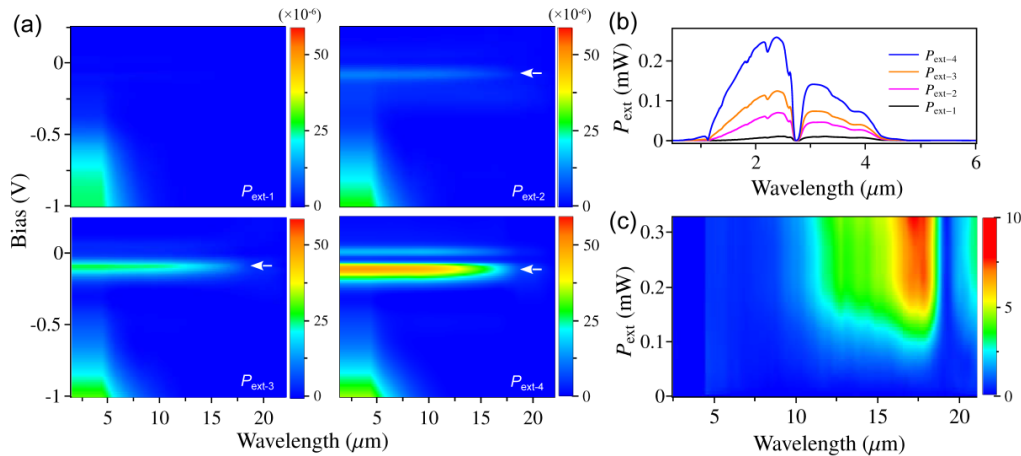 (a)
(×10-6)
(×10-6)
(b)
0
-0.5
-1
50
25
0
Pext-1
50
25
0
Pext-2
Bias (V)
0
-0.5
-1
50
25
0
Pext-3
50
25
0
Pext-4
5 10 15 20
5 10 15 20
Wavelength (μm)
Pext (mW)
0.2
0.1
0
Pext−4
Pext−3
Pext−2
Pext−1
2 4 6
Wavelength (μm)
(c)
Pext (mW)
0.3
0.2
0.1
0
10
5
0
5 10 15 20
Wavelength (μm)